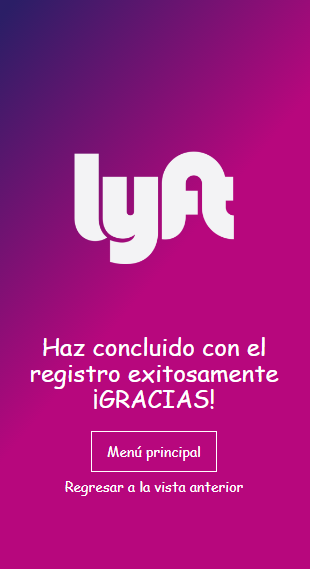 lyft
Haz concluido con el
registro exitosamente
¡GRACIAS!
Menú principal
Regresar a la vista anterior